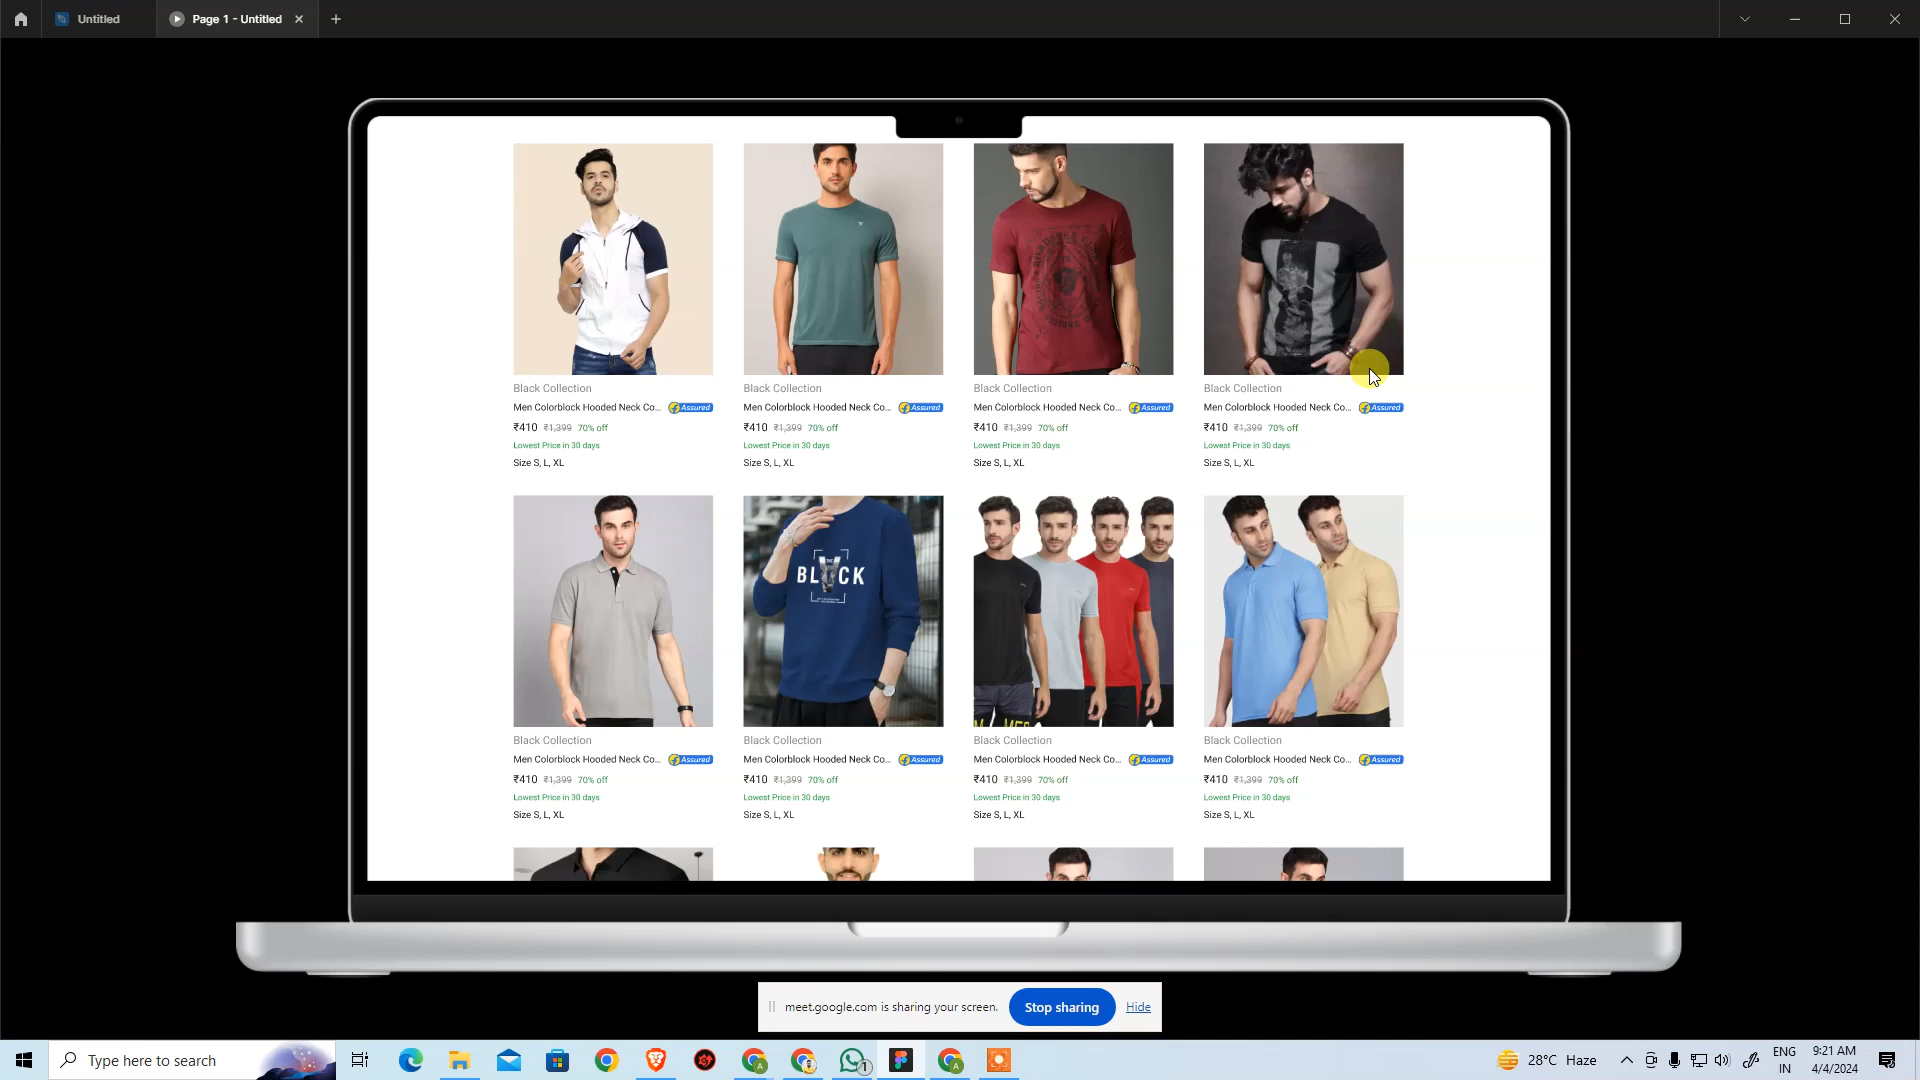 Untitled
Page 1 - Untitled
Black Collection
Men Colorblock Hooded Neck Co... Assured
₹410 ₹1,399 70% off
Lowest Price in 30 days
Size S, L, XL
Black Collection
Men Colorblock Hooded Neck Co... Assured
₹410 ₹1,399 70% off
Lowest Price in 30 days
Size S, L, XL
Black Collection
Men Colorblock Hooded Neck Co... Assured
₹410 ₹1,399 70% off
Lowest Price in 30 days
Size S, L, XL
Black Collection
Men Colorblock Hooded Neck Co... Assured
₹410 ₹1,399 70% off
Lowest Price in 30 days
Size S, L, XL
BLACK
Black Collection
Men Colorblock Hooded Neck Co... Assured
₹410 ₹1,399 70% off
Lowest Price in 30 days
Size S, L, XL
Black Collection
Men Colorblock Hooded Neck Co... Assured
₹410 ₹1,399 70% off
Lowest Price in 30 days
Size S, L, XL
Black Collection
Men Colorblock Hooded Neck Co... Assured
₹410 ₹1,399 70% off
Lowest Price in 30 days
Size S, L, XL
Black Collection
Men Colorblock Hooded Neck Co... Assured
₹410 ₹1,399 70% off
Lowest Price in 30 days
Size S, L, XL
meet.google.com is sharing your screen.
Stop sharing
Hide
Type here to search
1
28°C Haze
ENG
IN
9:21 AM
4/4/2024